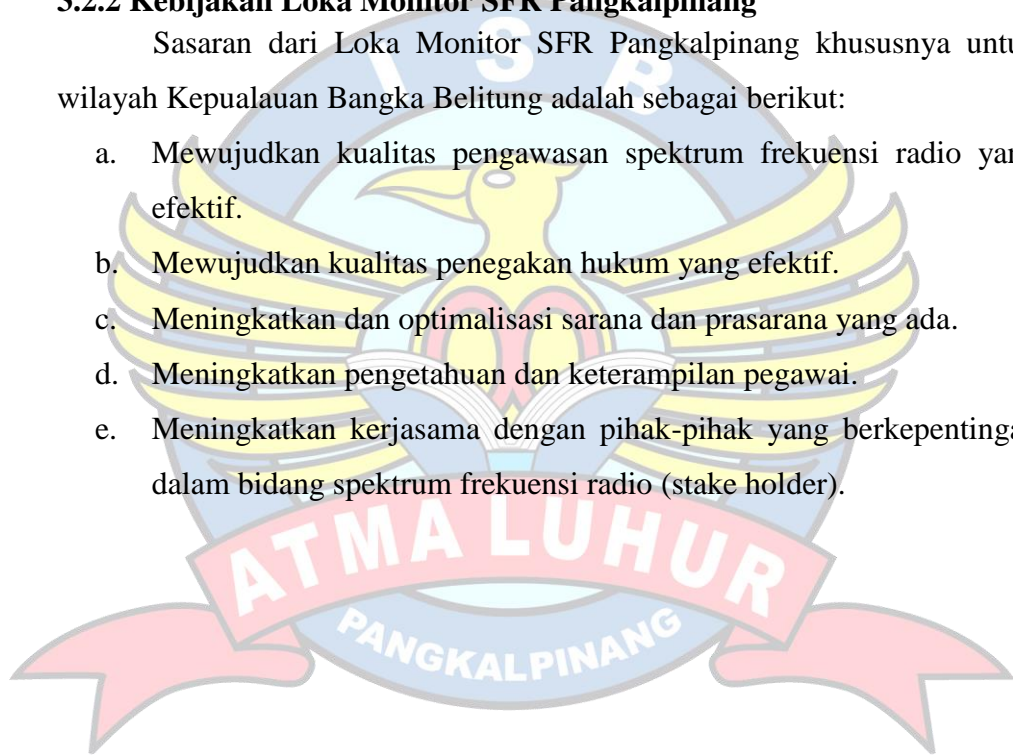 3.2.2 Kebijakan Loka Monitor SFR Pangkalpinang
Sasaran dari Loka Monitor SFR Pangkalpinang khususnya untu
wilayah Kepualauan Bangka Belitung adalah sebagai berikut:
a. Mewujudkan kualitas pengawasan spektrum frekuensi radio yan
efektif.
b. Mewujudkan kualitas penegakan hukum yang efektif.
c. Meningkatkan dan optimalisasi sarana dan prasarana yang ada.
d. Meningkatkan pengetahuan dan keterampilan pegawai.
e. Meningkatkan kerjasama dengan pihak-pihak yang berkepentinga
dalam bidang spektrum frekuensi radio (stake holder).
I S B
ATMA LUHUR
PANGKALPINANG